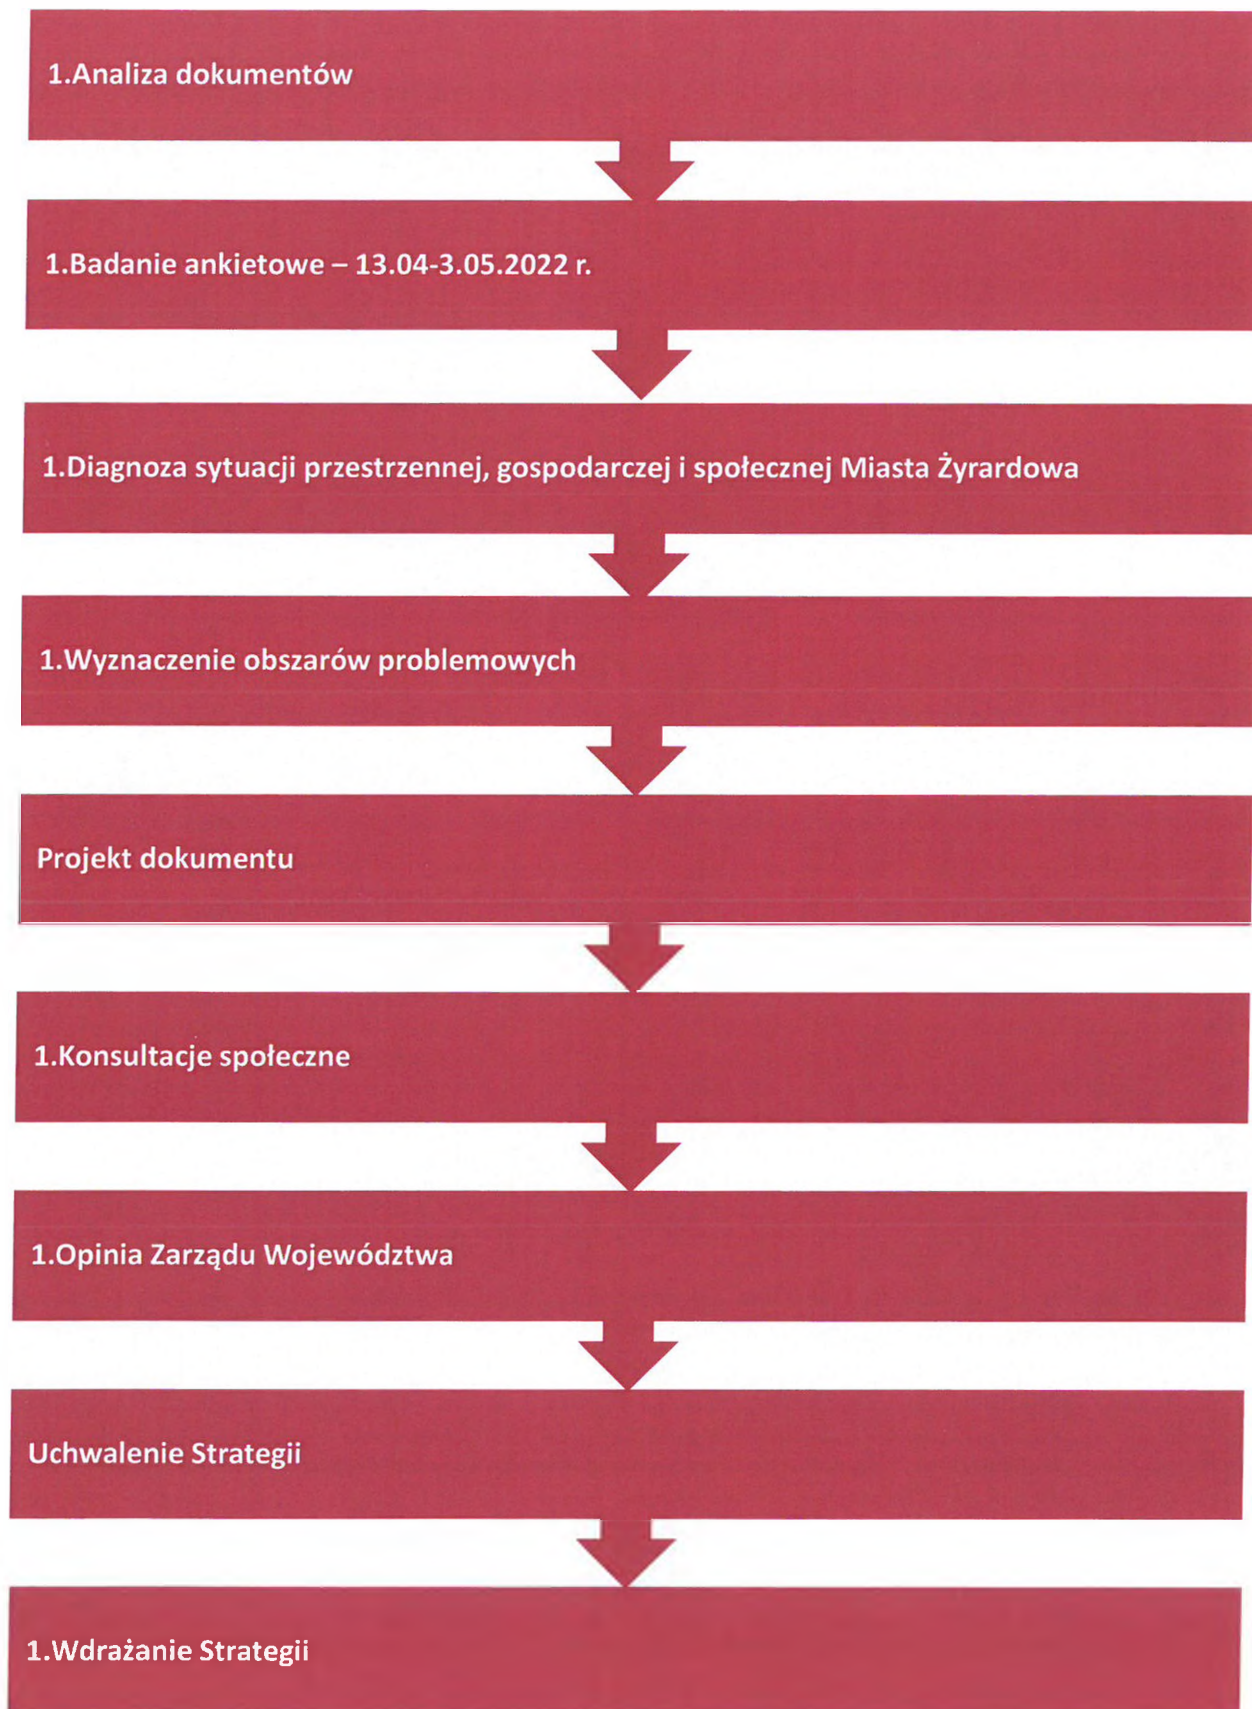 1.Analiza dokumentów
1.Badanie ankietowe – 13.04-3.05.2022 r.
1.Diagnoza sytuacji przestrzennej, gospodarczej i społecznej Miasta Żyrardowa
1.Wyznaczenie obszarów problemowych
Projekt dokumentu
1.Konsultacje społeczne
1.Opinia Zarządu Województwa
Uchwalenie Strategii
1.Wdrażanie Strategii